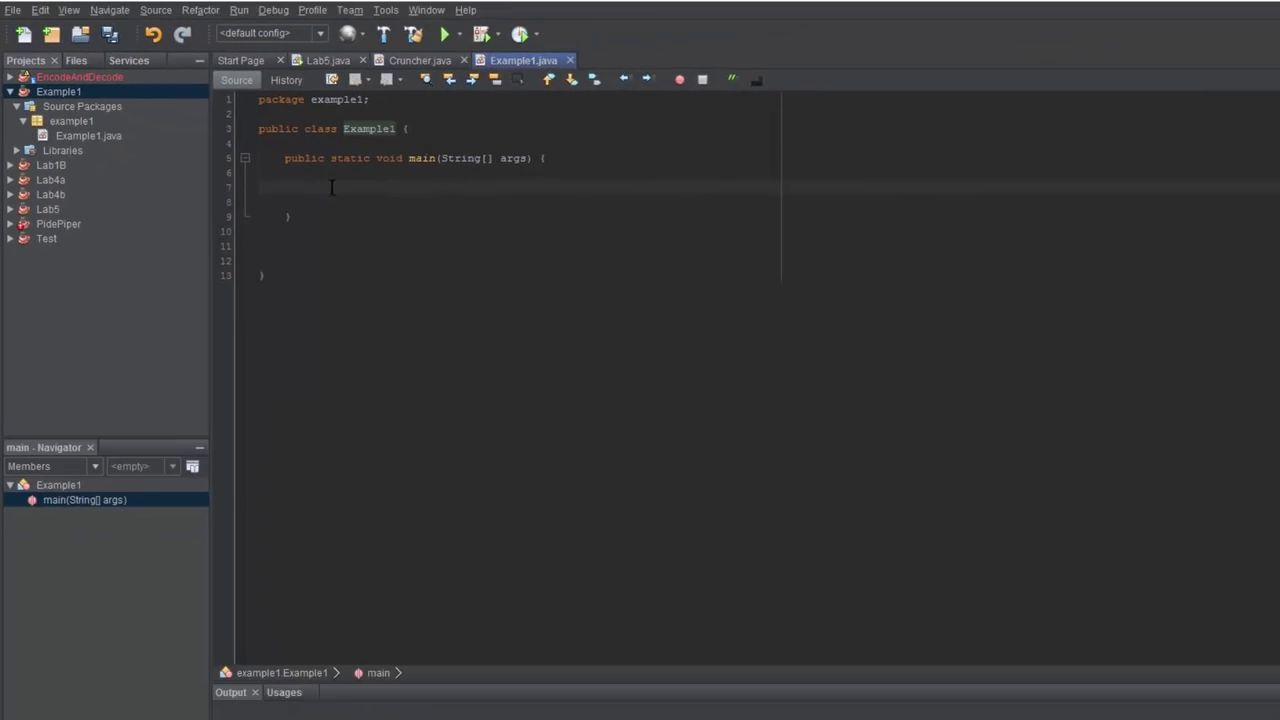 File Edit View Navigate Source Refactor Run Debug Profile Team Tools Window Help
<default config>
Projects Files Services
Start Page Lab5.java Cruncher.java Example1.java
EncodeAndDecode
Example1
Source Packages
example1
Example1.java
Libraries
Lab1B
Lab4a
Lab4b
Lab5
PidePiper
Test
Source History
1 package example1;
2
3 public class Example1 {
4
5 public static void main(String[] args) {
6
7
8
9 }
10
11
12
13 }
main - Navigator
Members <empty>
Example1
main(String[] args)
example1.Example1 main
Output Usages